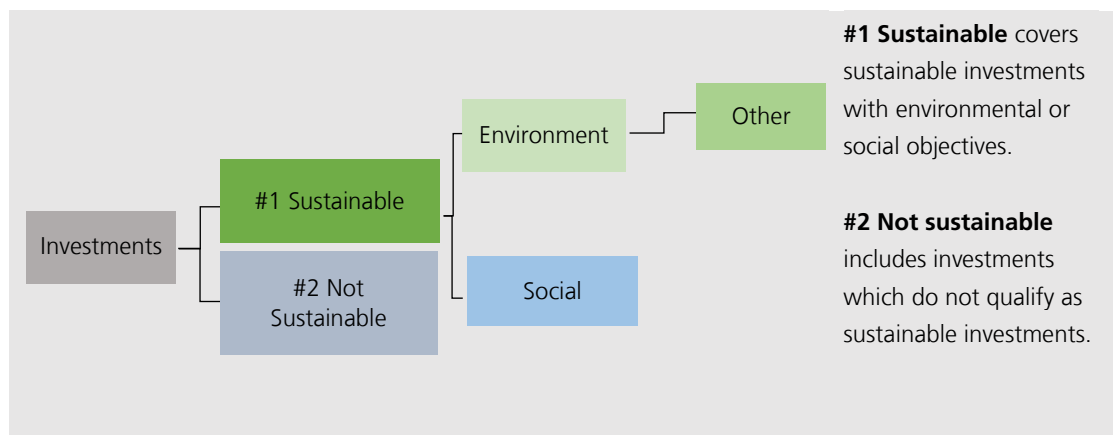 Investments
#1 Sustainable
#2 Not
Sustainable
Environment
Social
Other
#1 Sustainable covers
sustainable investments
with environmental or
social objectives.
#2 Not sustainable
includes investments
which do not qualify as
sustainable investments.